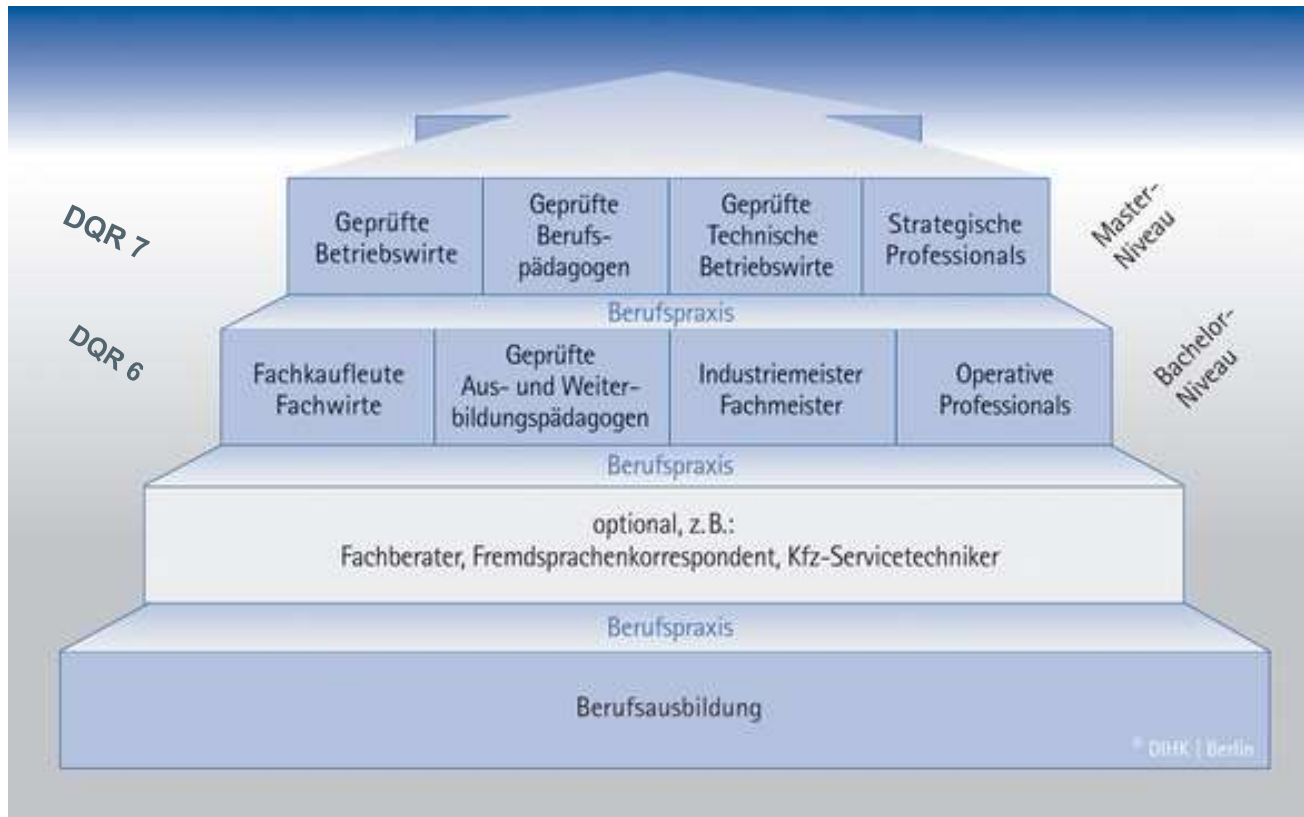 DQR 7
Geprüfte
Betriebswirte
Geprüfte
Berufs-
pädagogen
Geprüfte
Technische
Betriebswirte
Strategische
Professionals
Master-
Niveau
Berufspraxis
DQR 6
Fachkaufleute
Fachwirte
Geprüfte
Aus- und Weiter-
bildungspädagogen
Industriemeister
Fachmeister
Operative
Professionals
Bachelor-
Niveau
Berufspraxis
optional, z. B.:
Fachberater, Fremdsprachenkorrespondent, Kfz-Servicetechniker
Berufspraxis
Berufsausbildung
© DIHK | Berlin